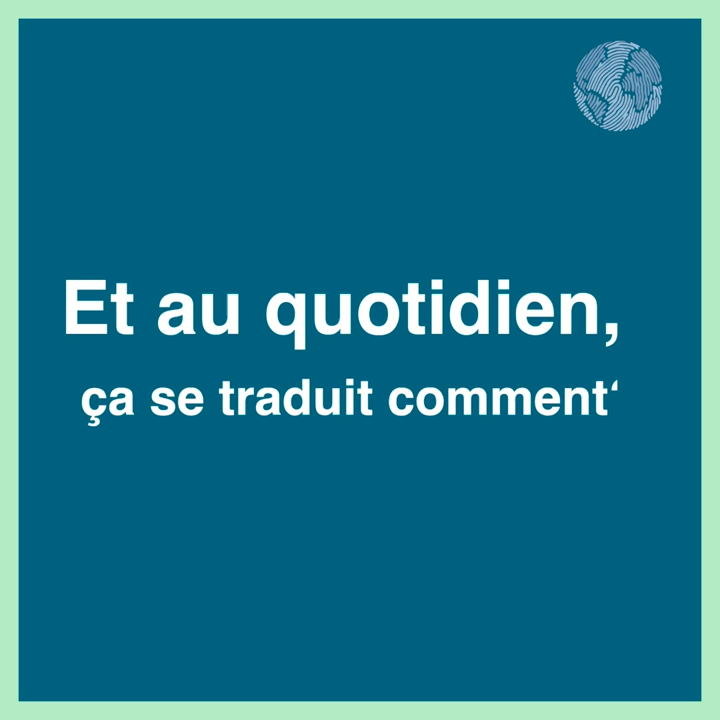 Et au quotidien,
ça se traduit comment‘